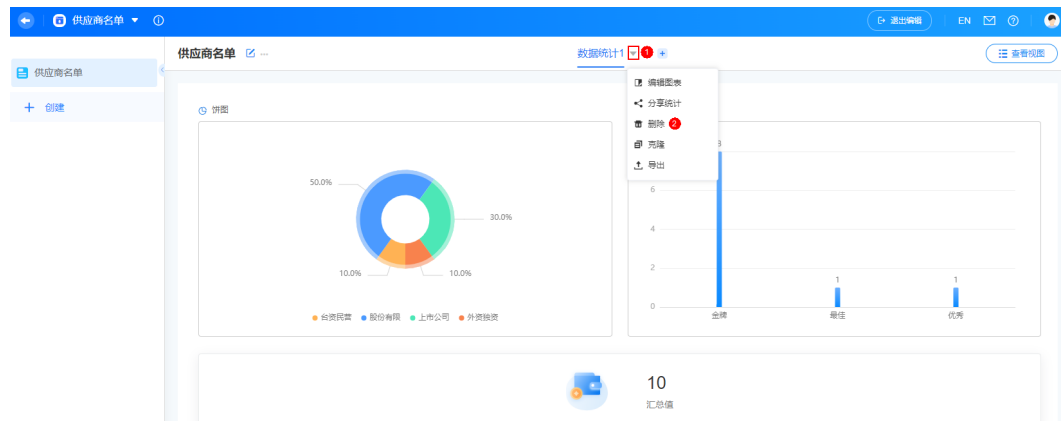 供应商名单
退出编辑
EN
供应商名单
创建
供应商名单
数据统计1
1
查看视图
编辑图表
分享统计
删除 2
克隆
导出
饼图
50.0%
30.0%
10.0%
10.0%
台资民营 股份有限 上市公司 外资独资
6
4
2
0
1
1
金牌
最佳
优秀
10
汇总值